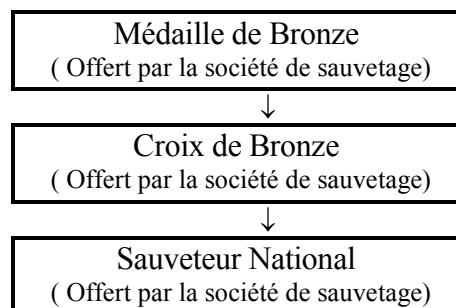 Médaille de Bronze
( Offert par la société de sauvetage)
↓
Croix de Bronze
( Offert par la société de sauvetage)
↓
Sauveteur National
( Offert par la société de sauvetage)